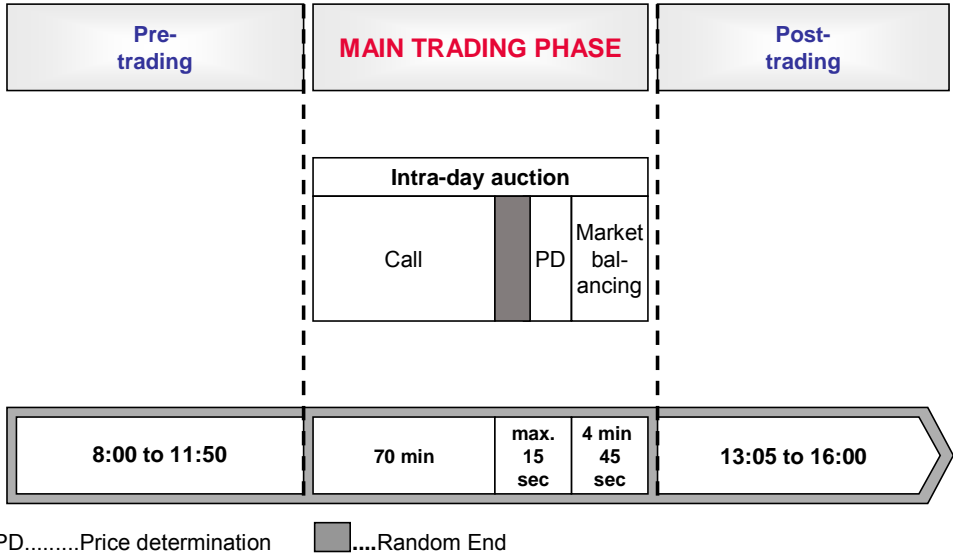 Pre-
trading
MAIN TRADING PHASE
Post-
trading
Intra-day auction
Call
PD
Market
bal-
ancing
8:00 to 11:50
70 min
max.
15
sec
4 min
45
sec
13:05 to 16:00
PD.........Price determination
....Random End